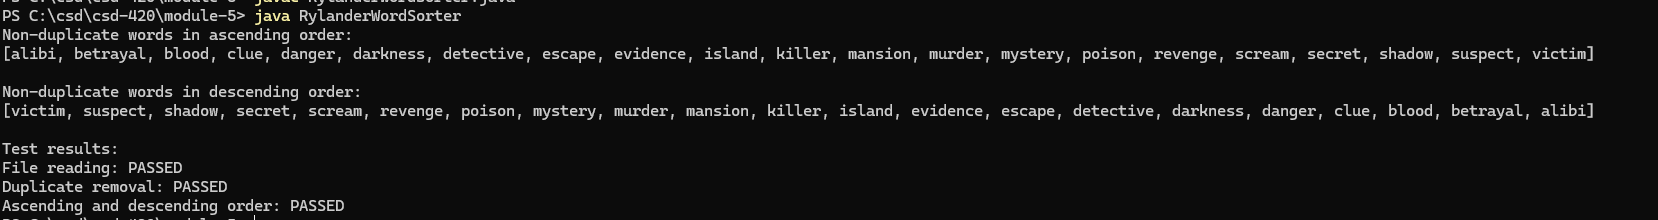 PS C:\csd\csd-420\module-5> java RylanderWordSorter
Non-duplicate words in ascending order:
[alibi, betrayal, blood, clue, danger, darkness, detective, escape, evidence, island, killer, mansion, murder, mystery, poison, revenge, scream, secret, shadow, suspect, victim]
Non-duplicate words in descending order:
[victim, suspect, shadow, secret, scream, revenge, poison, mystery, murder, mansion, killer, island, evidence, escape, detective, darkness, danger, clue, blood, betrayal, alibi]
Test results:
File reading: PASSED
Duplicate removal: PASSED
Ascending and descending order: PASSED